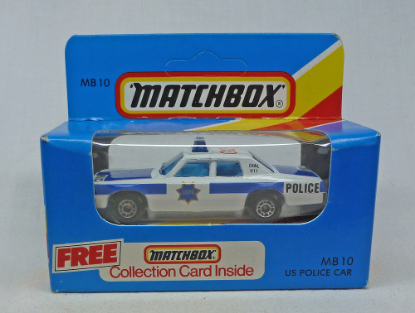 MB10
MATCHBOX®
POLICE
FREE
MATCHBOX
Collection Card Inside
MB10
US POLICE CAR